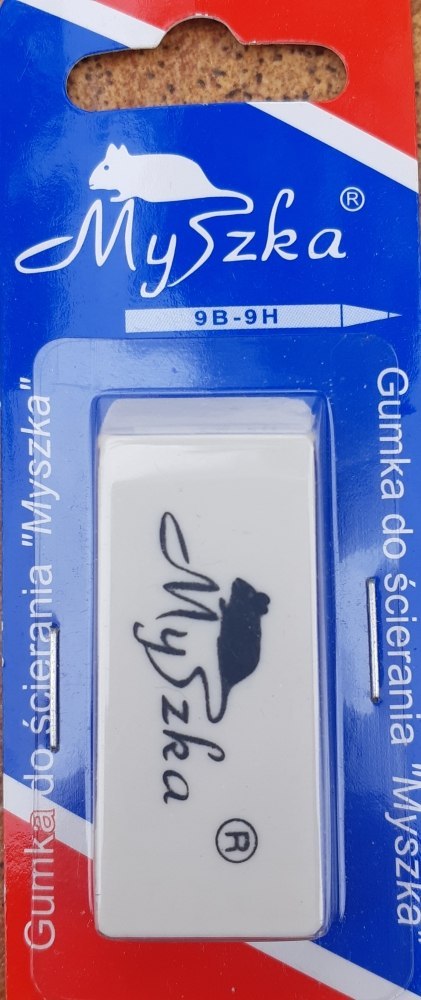 Myszka ®
9B-9H
Gumka do ścierania "Myszka"
Gumka do ścierania "Myszka"
Myszka
®